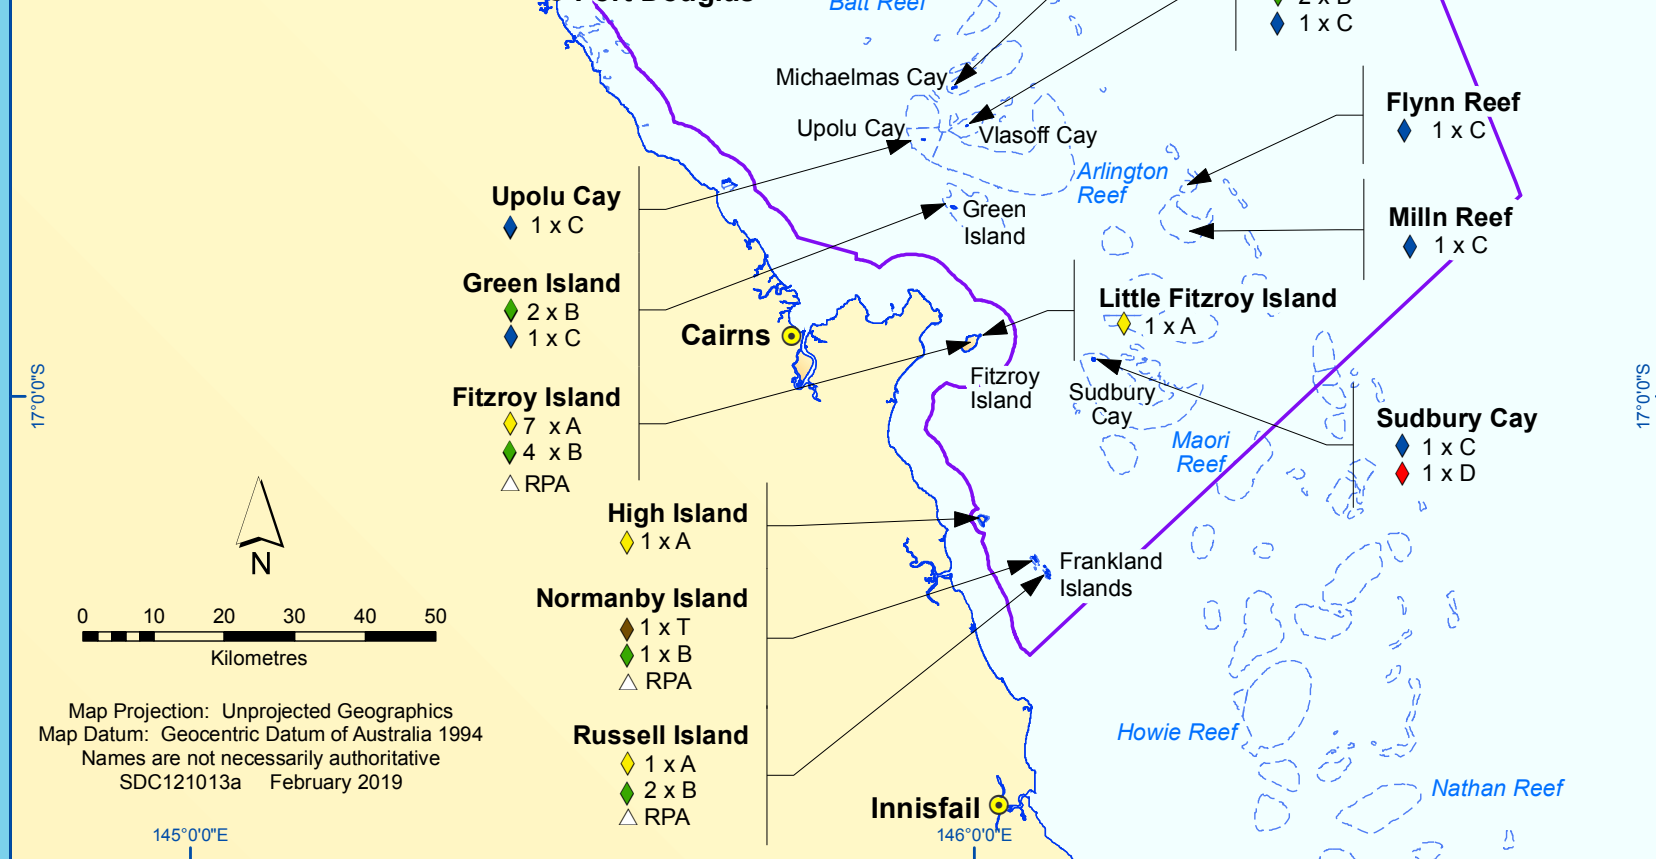 Port Douglas
Batt Reef
2 x B
1 x C
Michaelmas Cay
Upolu Cay
Vlasoff Cay
Flynn Reef
1 x C
Arlington
Reef
Upolu Cay
1 x C
Green
Island
Milln Reef
1 x C
Green Island
2 x B
1 x C
Cairns
Little Fitzroy Island
1 x A
Fitzroy
Island
Sudbury
Cay
17°0'0"S
17°0'0"S
Fitzroy Island
7 x A
4 x B
RPA
Maori
Reef
Sudbury Cay
1 x C
1 x D
High Island
1 x A
N
Frankland
Islands
Normanby Island
1 x T
1 x B
RPA
0 10 20 30 40 50
Kilometres
Map Projection: Unprojected Geographics
Map Datum: Geocentric Datum of Australia 1994
Names are not necessarily authoritative
SDC121013a February 2019
Russell Island
1 x A
2 x B
RPA
Howie Reef
Nathan Reef
Innisfail
145°0'0"E
146°0'0"E